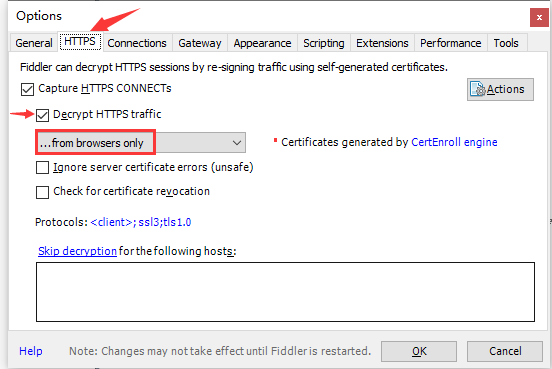 Options
x
General HTTPS Connections Gateway Appearance Scripting Extensions Performance Tools
Fiddler can decrypt HTTPS sessions by re-signing traffic using self-generated certificates.
Capture HTTPS CONNECTs
Actions
Decrypt HTTPS traffic
...from browsers only
Certificates generated by CertEnroll engine
Ignore server certificate errors (unsafe)
Check for certificate revocation
Protocols: <client>; ssl3;tls1.0
Skip decryption for the following hosts:
Help Note: Changes may not take effect until Fiddler is restarted. OK Cancel